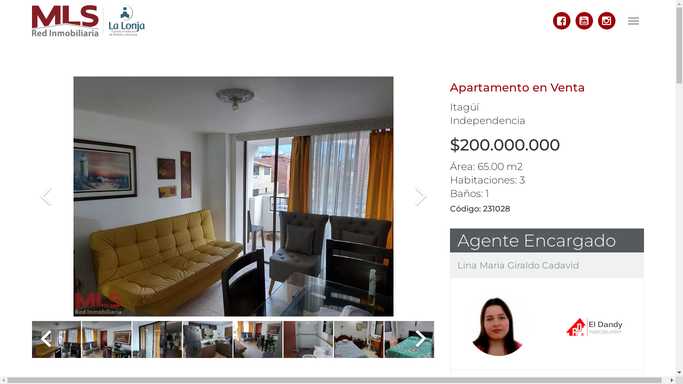 MLS
Red Inmobiliaria
La Lonja
Apartamento en Venta
Itagüí
Independencia
$200.000.000
Área: 65.00 m2
Habitaciones: 3
Baños: 1
Código: 231028
Agente Encargado
Lina Maria Giraldo Cadavid
MLS
Red Inmobiliaria
El Dandy